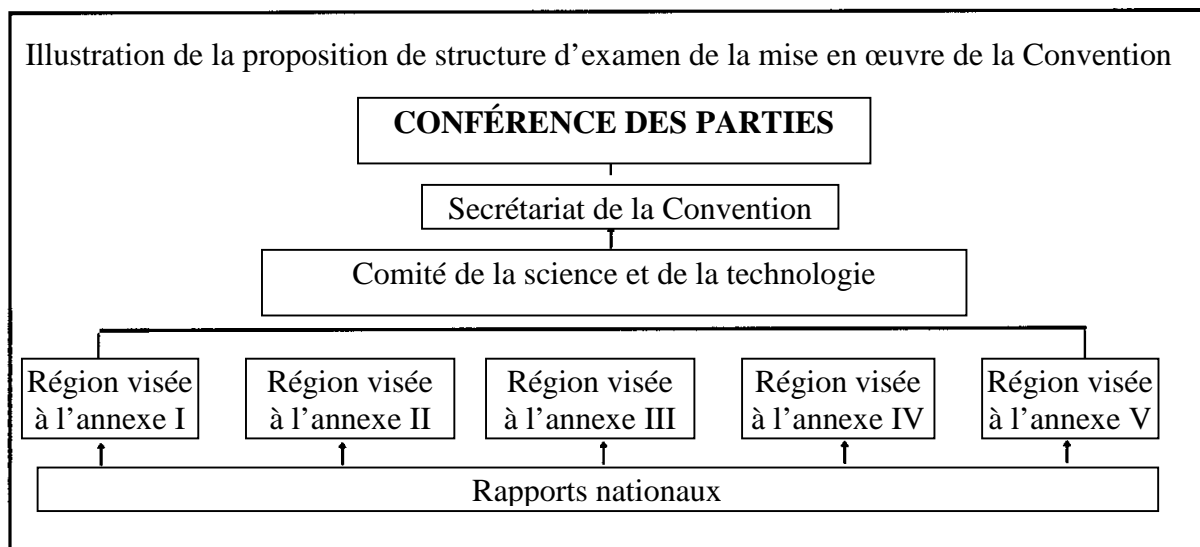 Illustration de la proposition de structure d’examen de la mise en œuvre de la Convention
CONFÉRENCE DES PARTIES
Secrétariat de la Convention
Comité de la science et de la technologie
Région visée
à l’annexe I
Région visée
à l’annexe II
Région visée
à l’annexe III
Région visée
à l’annexe IV
Région visée
à l’annexe V
Rapports nationaux